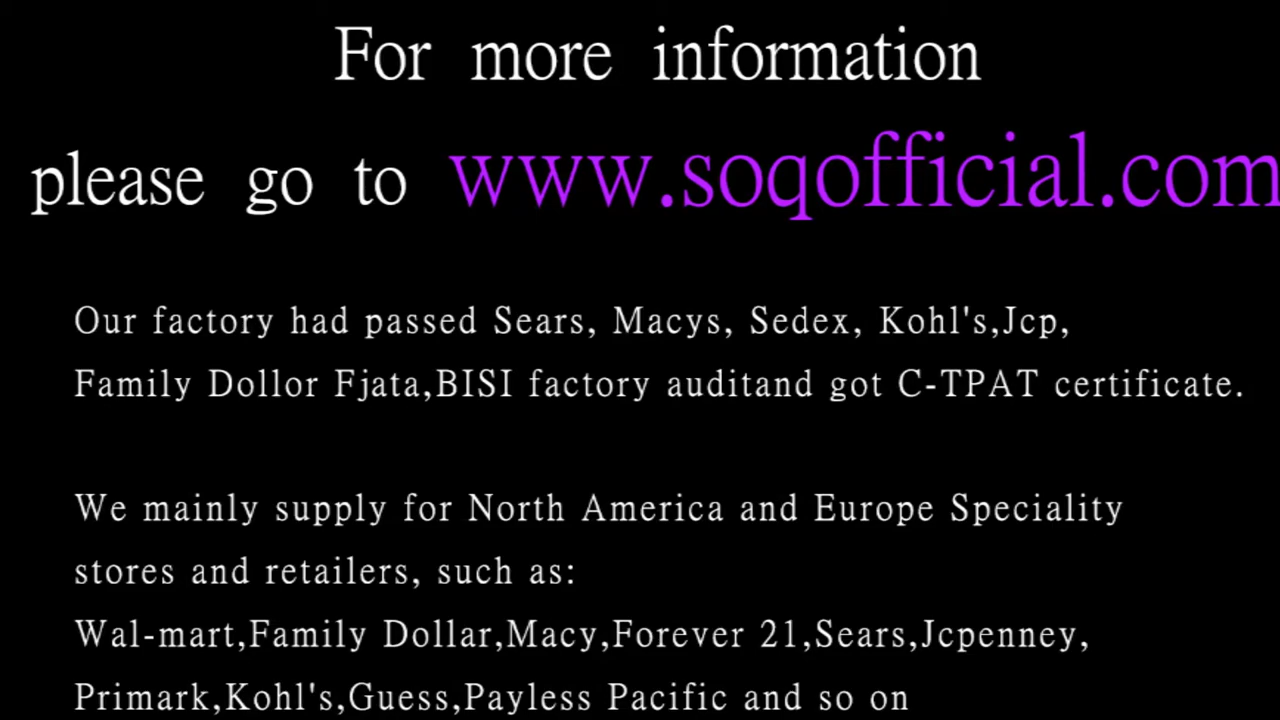 For more information
please go to www.soqofficial.com
Our factory had passed Sears, Macys, Sedex, Kohl's,Jcp,
Family Dollor Fjata,BISI factory auditand got C-TPAT certificate.
We mainly supply for North America and Europe Speciality
stores and retailers, such as:
Wal-mart,Family Dollar,Macy,Forever 21,Sears,Jcpenney,
Primark,Kohl's,Guess,Payless Pacific and so on